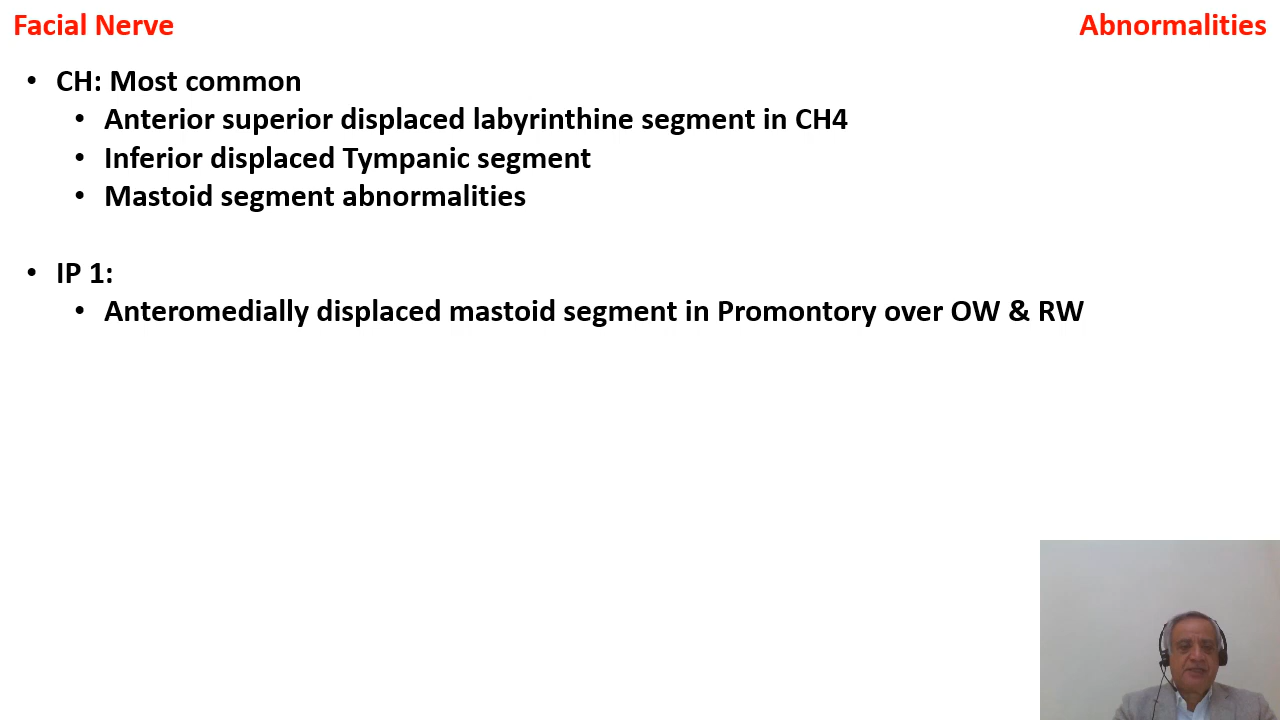 Facial Nerve Abnormalities
• CH: Most common
• Anterior superior displaced labyrinthine segment in CH4
• Inferior displaced Tympanic segment
• Mastoid segment abnormalities
• IP 1:
• Anteromedially displaced mastoid segment in Promontory over OW & RW